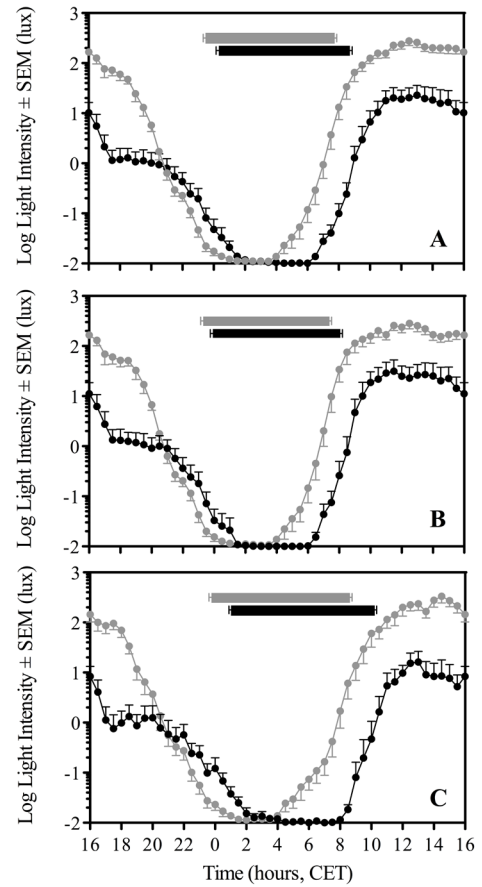 3
2
1
0
-1
-2
Log Light Intensity ± SEM (lux)
A
3
2
1
0
-1
-2
Log Light Intensity ± SEM (lux)
B
3
2
1
0
-1
-2
Log Light Intensity ± SEM (lux)
C
16 18 20 22 0 2 4 6 8 10 12 14 16
Time (hours, CET)